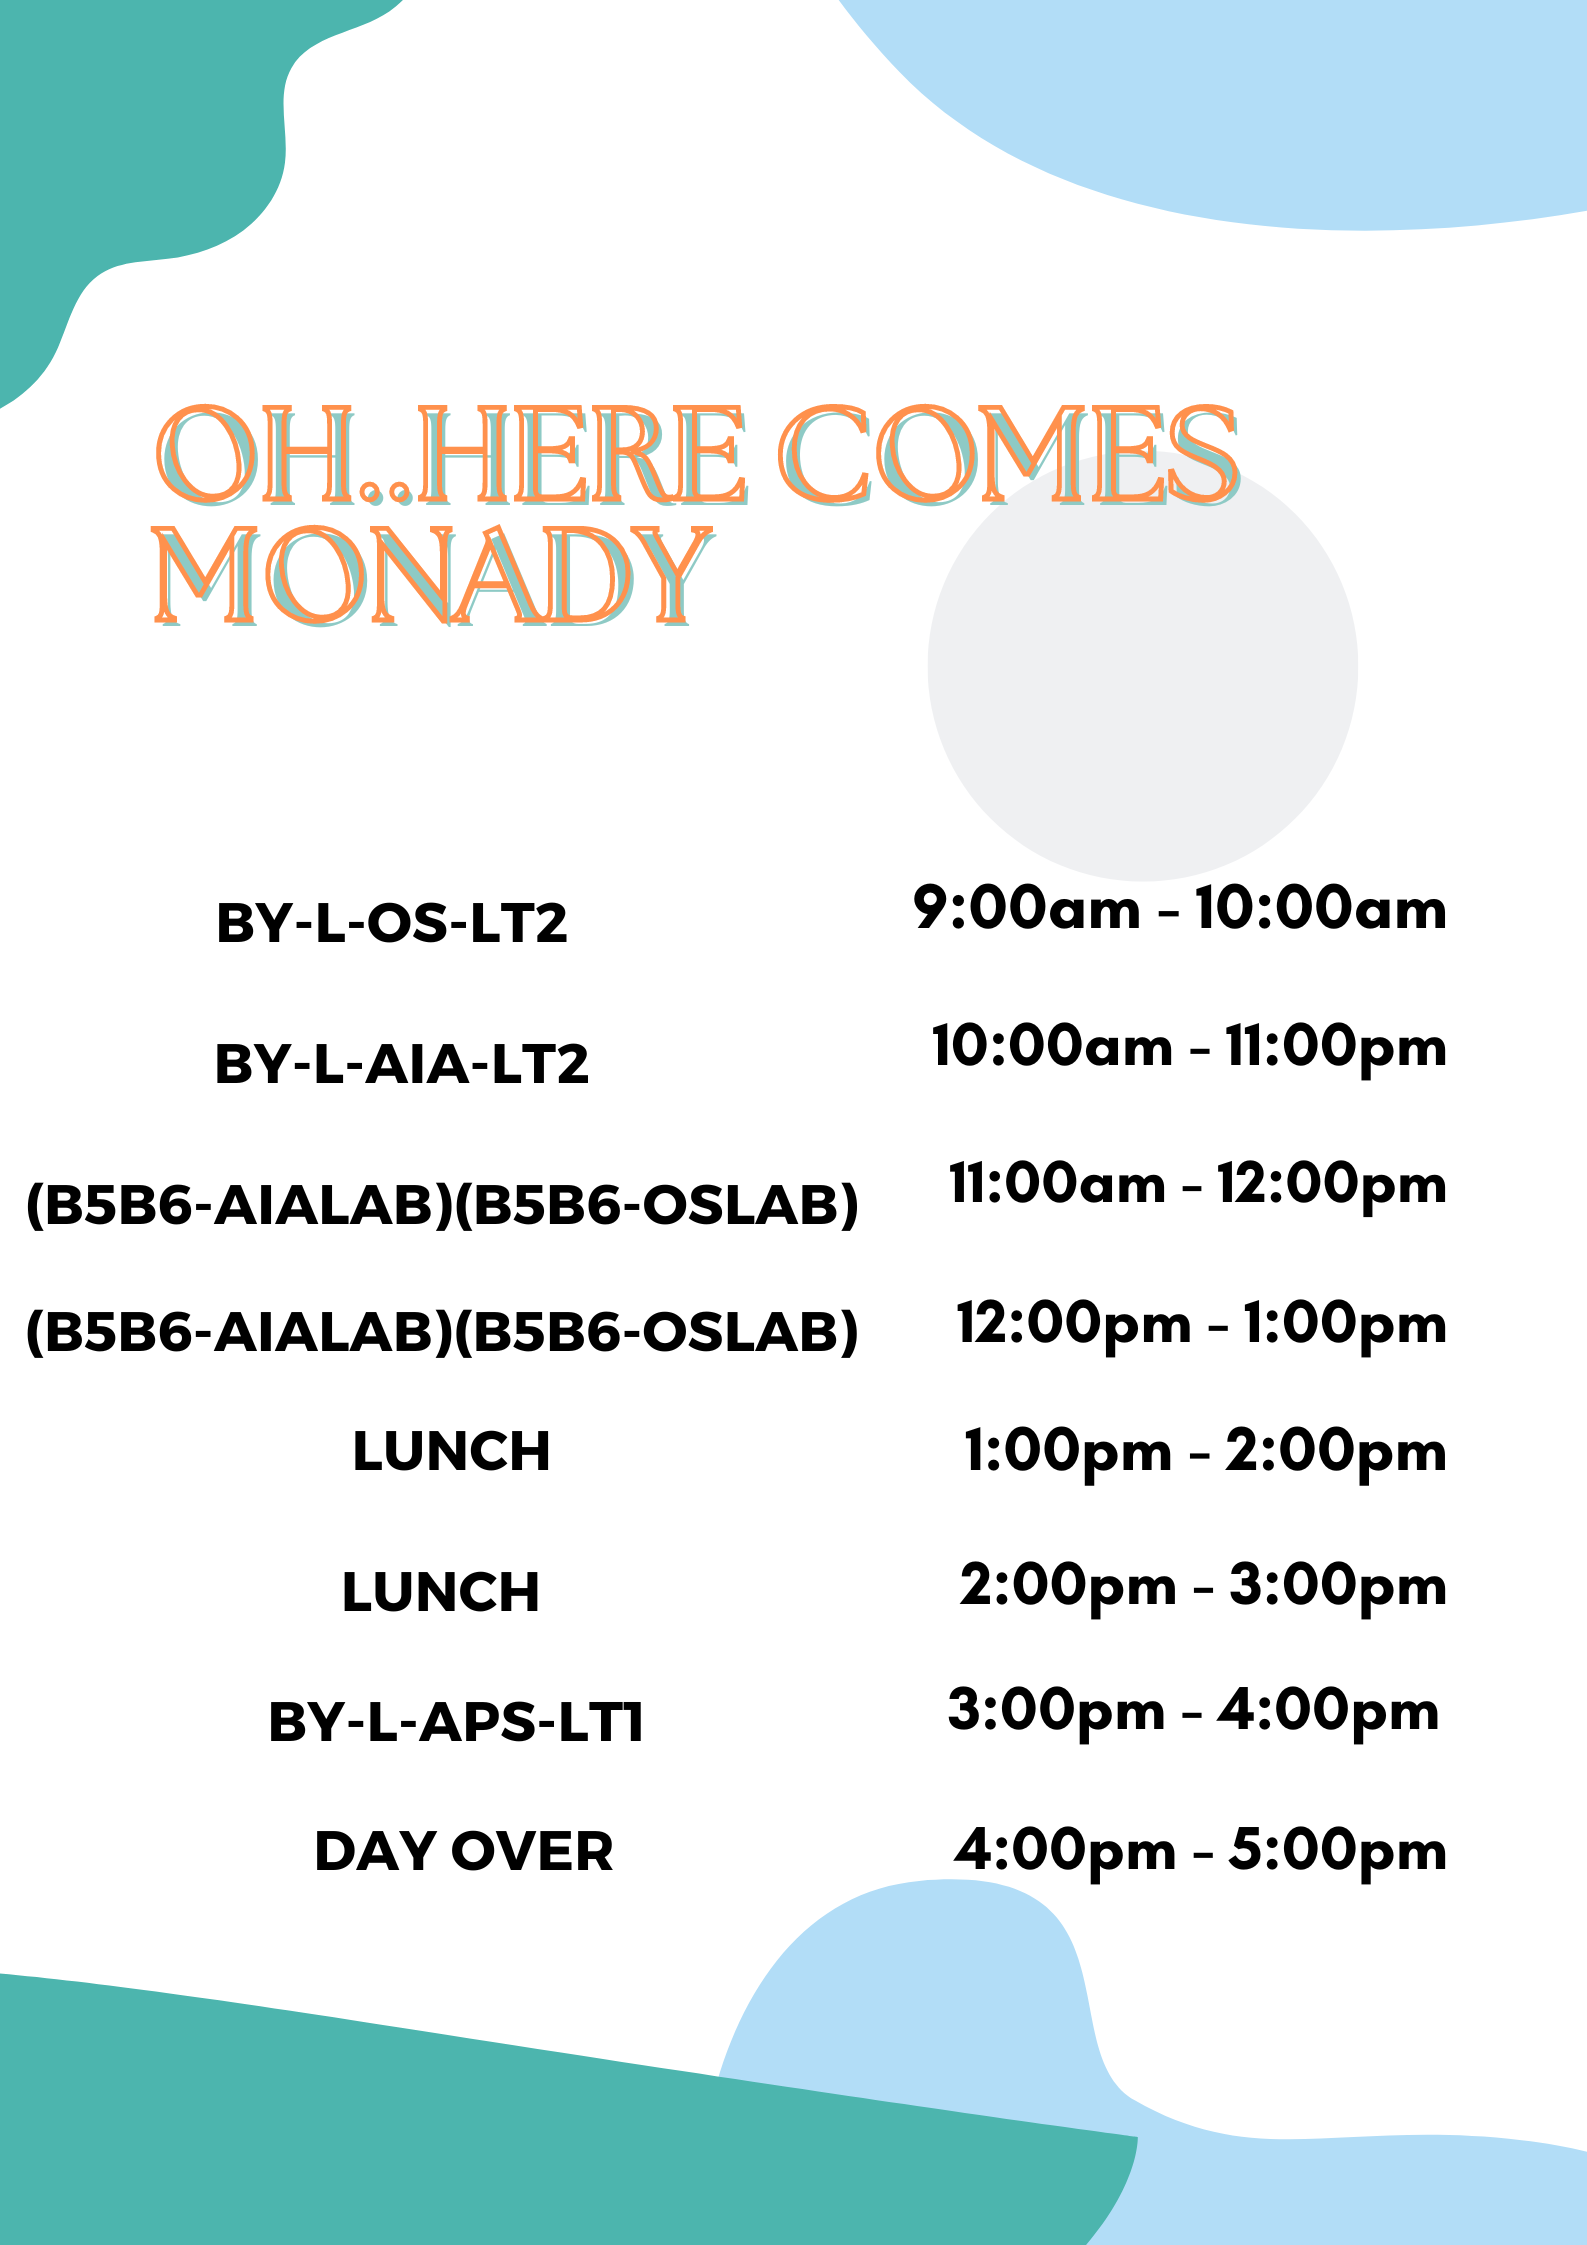 OH..HERE COMES
MONADY
BY-L-OS-LT2 9:00am - 10:00am
BY-L-AIA-LT2 10:00am - 11:00pm
(B5B6-AIALAB)(B5B6-OSLAB) 11:00am - 12:00pm
(B5B6-AIALAB)(B5B6-OSLAB) 12:00pm - 1:00pm
LUNCH 1:00pm - 2:00pm
LUNCH 2:00pm - 3:00pm
BY-L-APS-LT1 3:00pm - 4:00pm
DAY OVER 4:00pm - 5:00pm